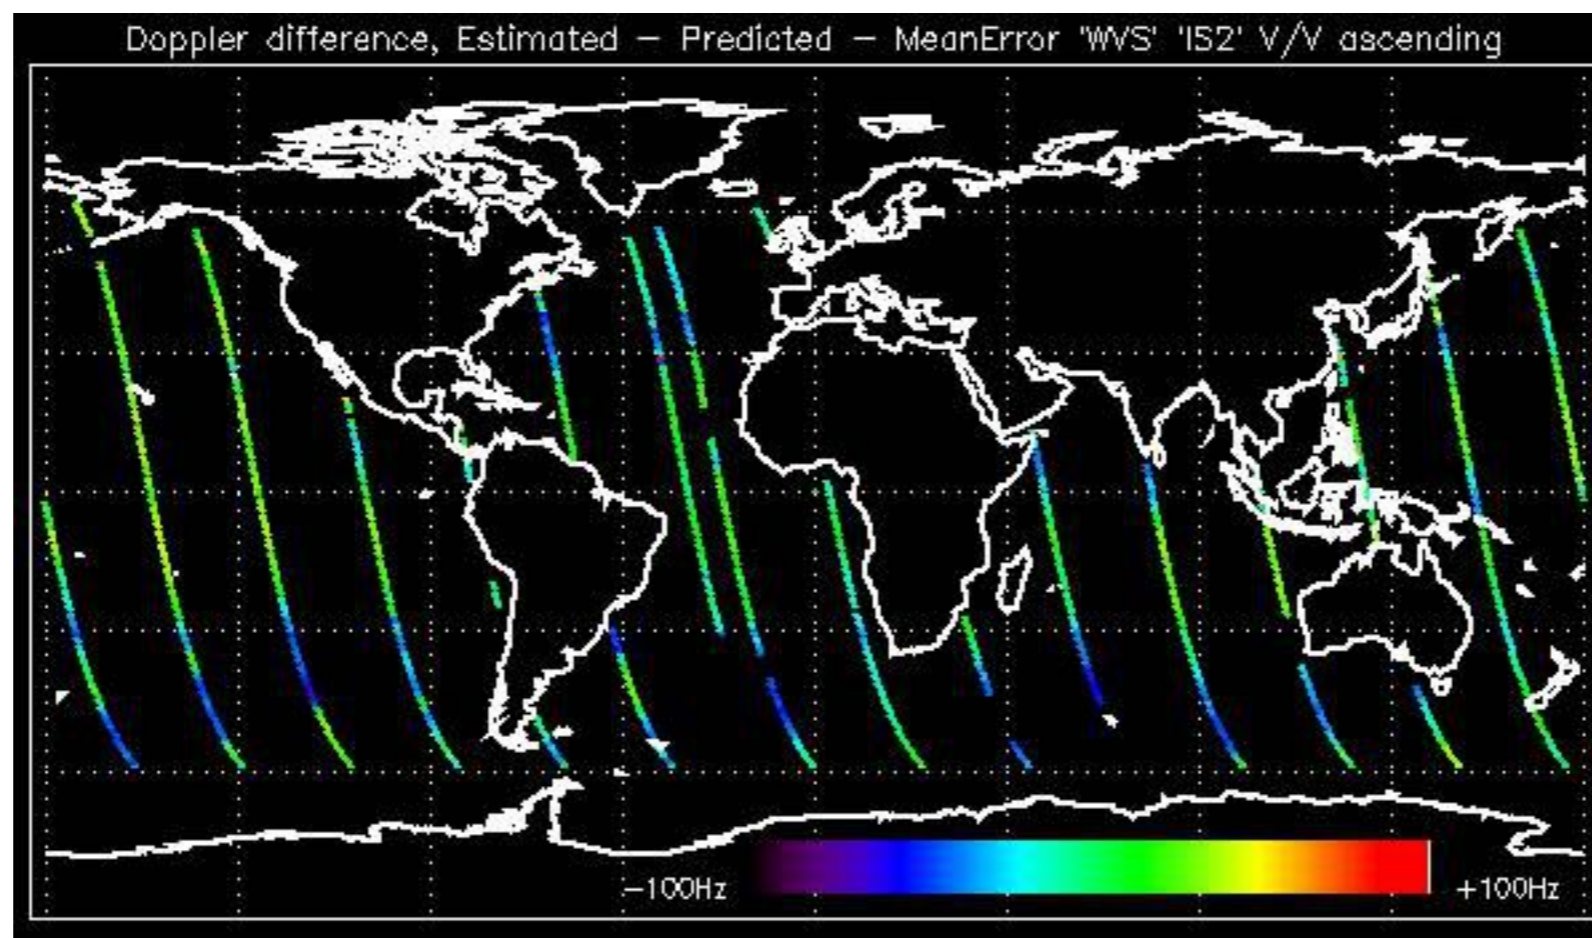 Doppler difference, Estimated – Predicted – MeanError 'WVS' 'IS2' V/V ascending
–100Hz +100Hz